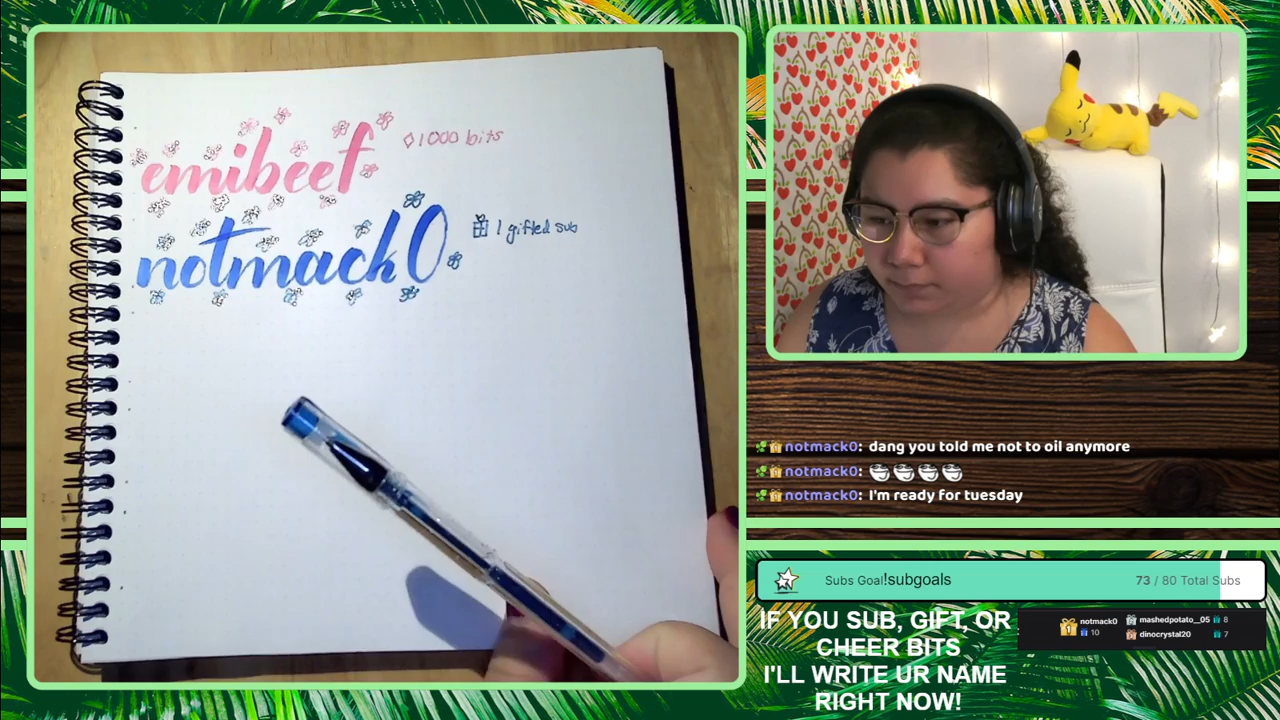 emibeef 1000 bits
notmack0 1 gifted sub
notmack0: dang you told me not to oil anymore
notmack0:
notmack0: I'm ready for tuesday
Subs Goal !subgoals 73 / 80 Total Subs
IF YOU SUB, GIFT, OR
CHEER BITS
I'LL WRITE UR NAME
RIGHT NOW!
1 notmack0 10
mashedpotato__05 8
dinocrystal20 7